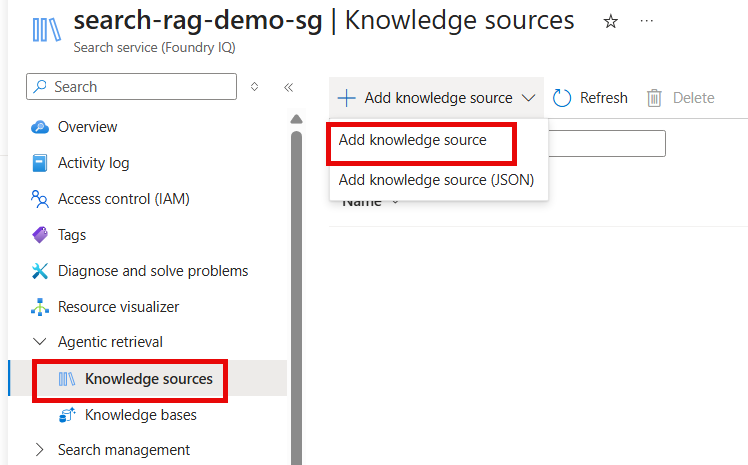 search-rag-demo-sg | Knowledge sources
Search service (Foundry IQ)
Search
Overview
Activity log
Access control (IAM)
Tags
Diagnose and solve problems
Resource visualizer
Agentic retrieval
Knowledge sources
Knowledge bases
Search management
Add knowledge source
Refresh
Delete
Add knowledge source
Add knowledge source (JSON)
Name